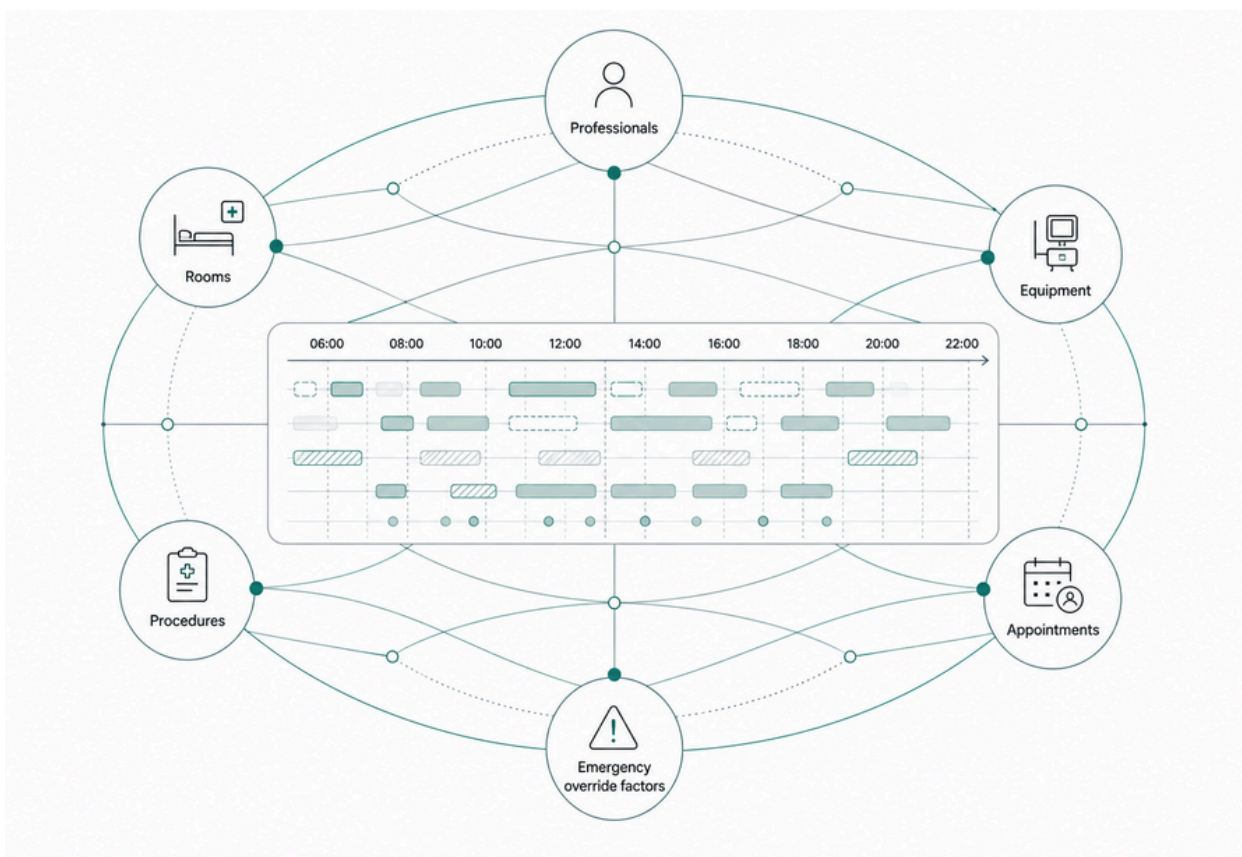 Professionals
Rooms
Equipment
06:00 08:00 10:00 12:00 14:00 16:00 18:00 20:00 22:00
Procedures
Appointments
Emergency
override factors